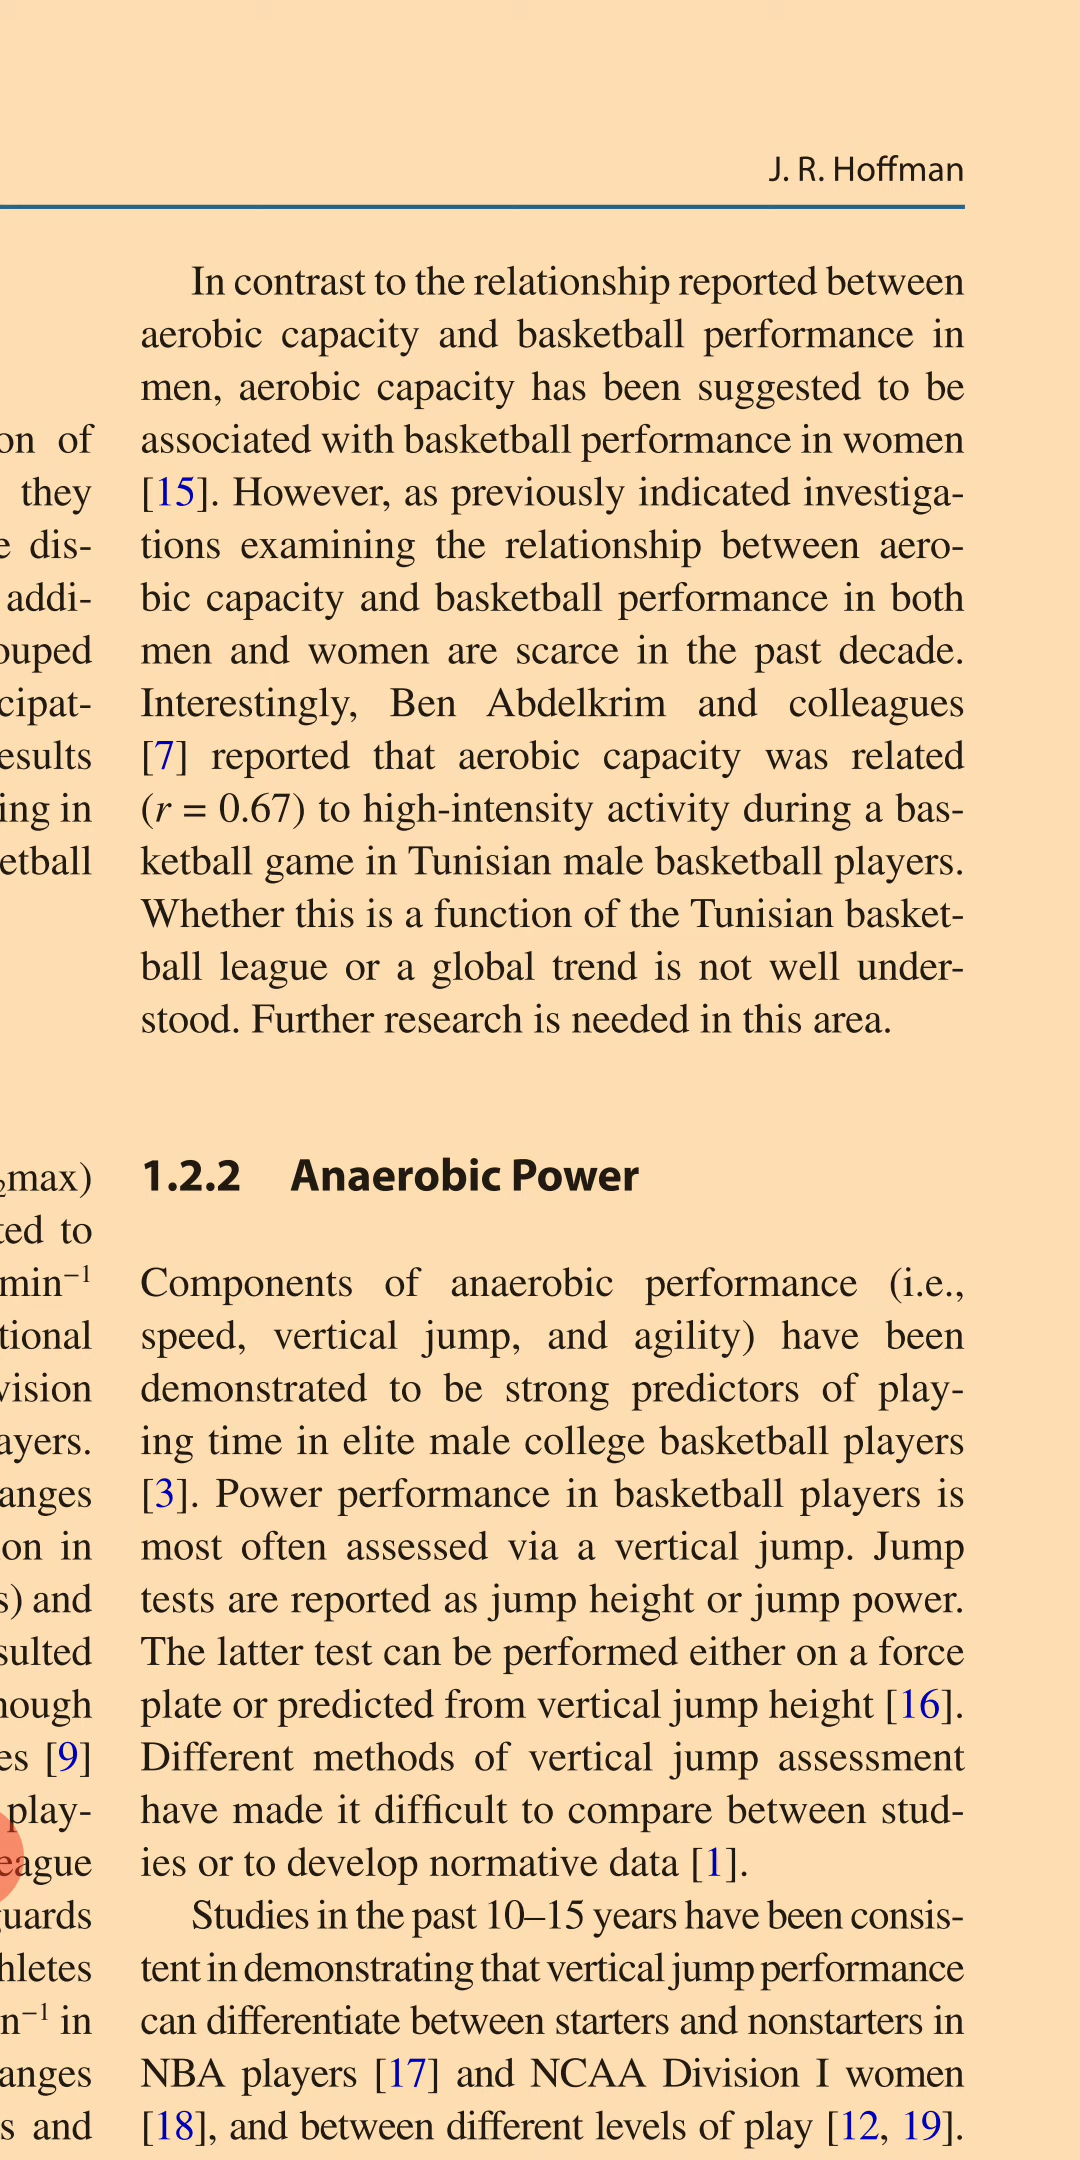 J. R. Hoffman
on of
they
dis-
addi-
in
and
[9]
play-
in
and
In contrast to the relationship reported between
aerobic capacity and basketball performance in
men, aerobic capacity has been suggested to be
associated with basketball performance in women
[15]. However, as previously indicated investiga-
tions examining the relationship between aero-
bic capacity and basketball performance in both
men and women are scarce in the past decade.
Interestingly, Ben Abdelkrim and colleagues
[7] reported that aerobic capacity was related
(r = 0.67) to high-intensity activity during a bas-
ketball game in Tunisian male basketball players.
Whether this is a function of the Tunisian basket-
ball league or a global trend is not well under-
stood. Further research is needed in this area.
1.2.2 Anaerobic Power
Components of anaerobic performance (i.e.,
speed, vertical jump, and agility) have been
demonstrated to be strong predictors of play-
ing time in elite male college basketball players
[3]. Power performance in basketball players is
most often assessed via a vertical jump. Jump
tests are reported as jump height or jump power.
The latter test can be performed either on a force
plate or predicted from vertical jump height [16].
Different methods of vertical jump assessment
have made it difficult to compare between stud-
ies or to develop normative data [1].
Studies in the past 10–15 years have been consis-
tent in demonstrating that vertical jump performance
can differentiate between starters and nonstarters in
NBA players [17] and NCAA Division I women
[18], and between different levels of play [12, 19].